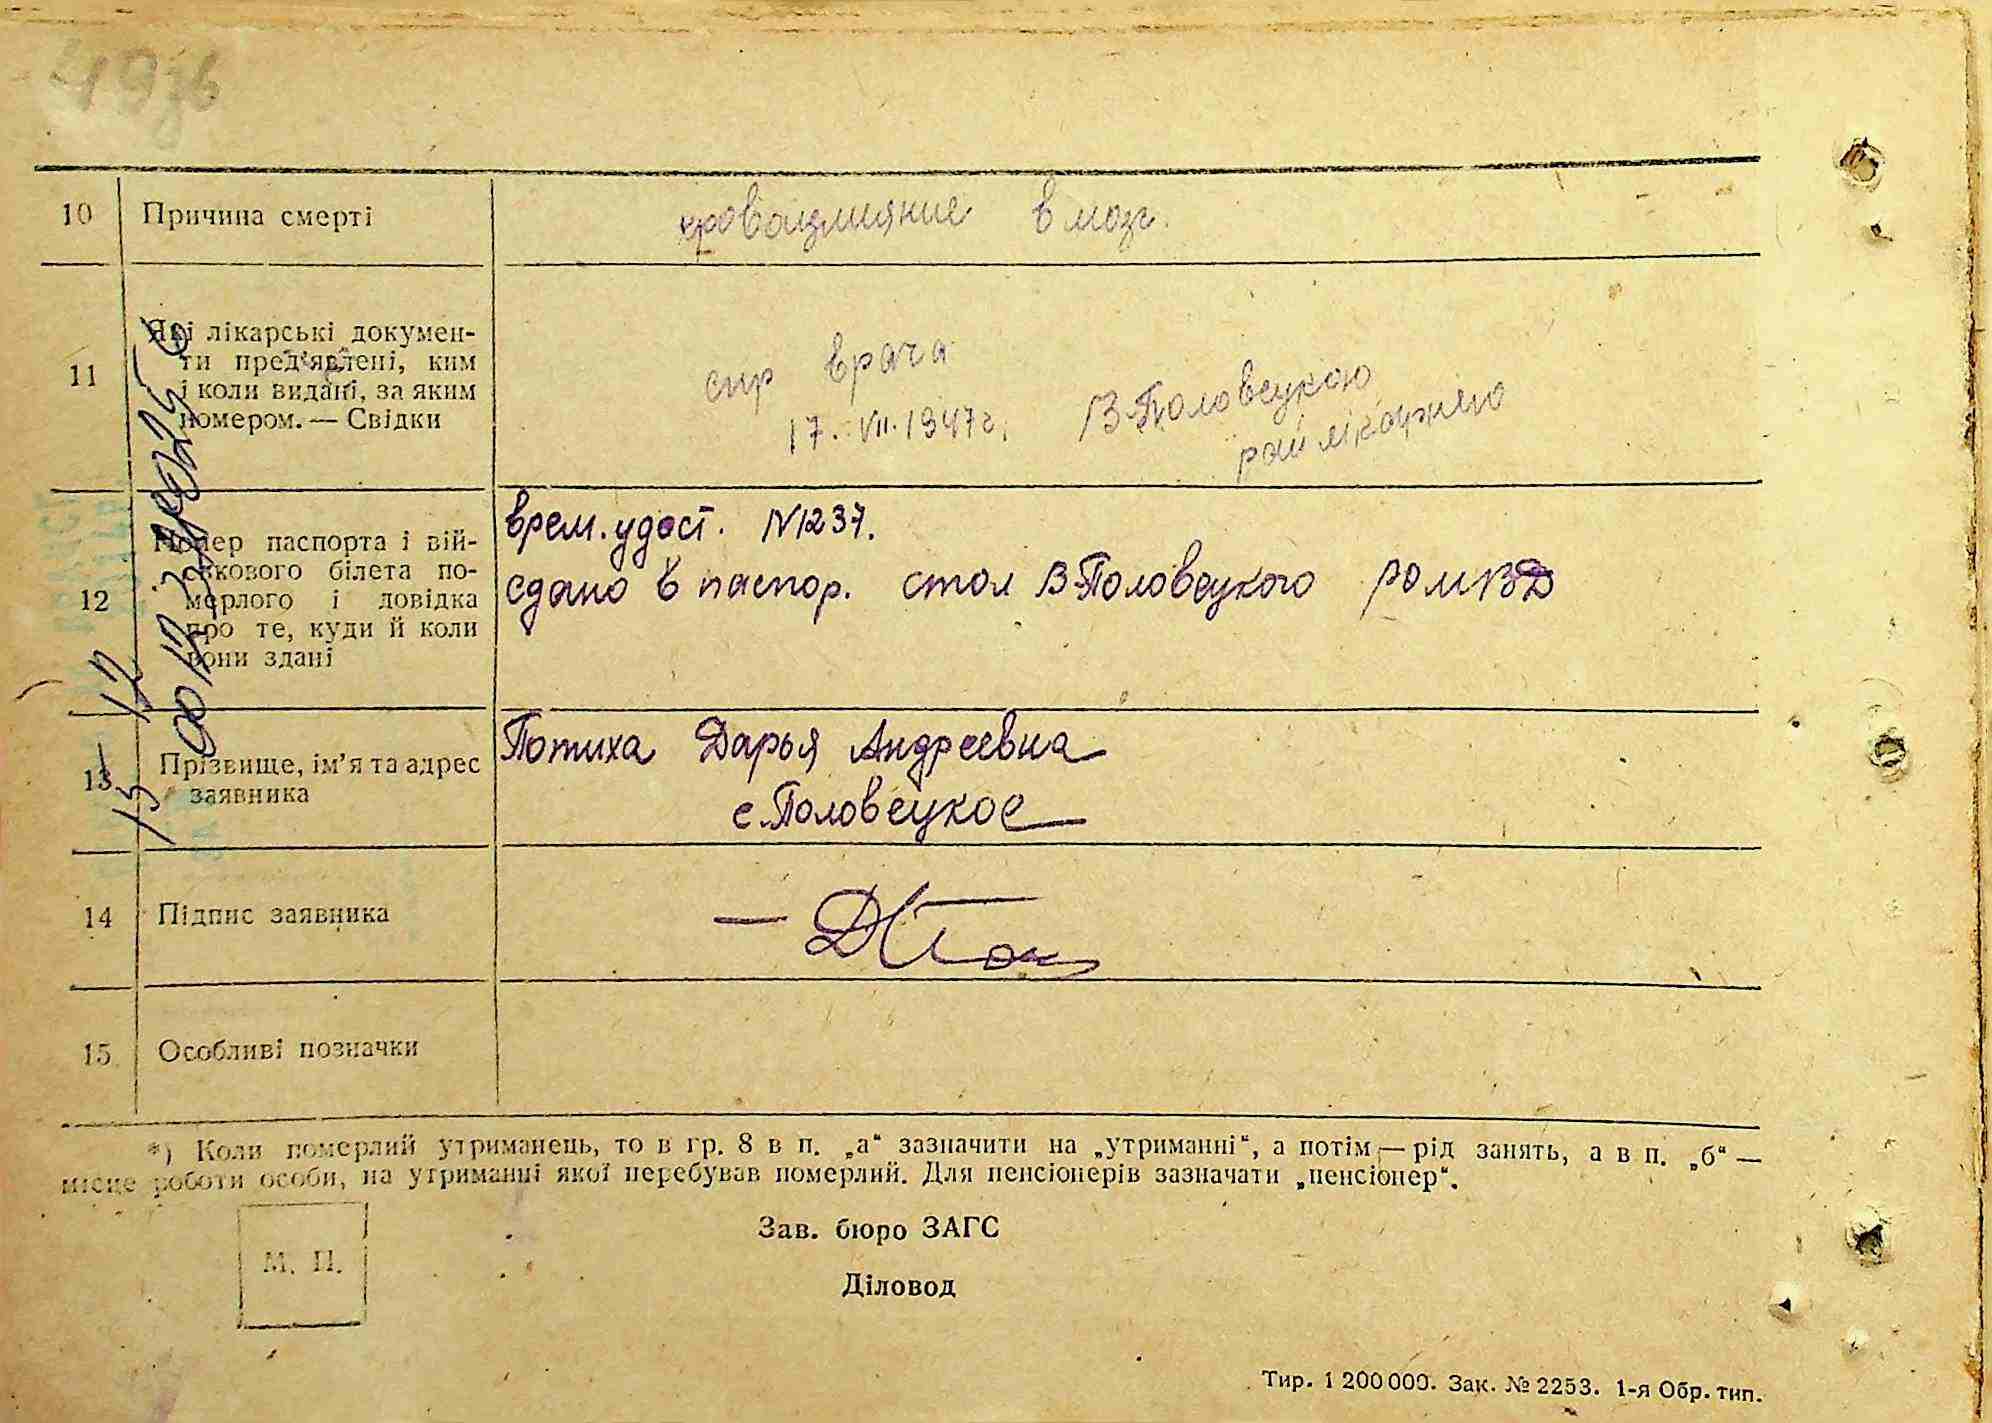 49зв
10 Причина смерті кровоизлияние в мозг.
11 Які лікарські докумен-
ти пред'явлені, ким
і коли видані, за яким
номером. — Свідки
спр врача
17. VII. 1947 г. В-Половецкою
райлікарнею
12 Номер паспорта і вій-
ськового білета по-
мерлого і довідка
про те, куди й коли
вони здані
врем. удост. N1237.
сдано в паспор. стол В-Половецкого РОМВД
13 Прізвище, ім'я та адрес
заявника
Потиха Дарья Андреевна
с. Половецкое
14 Підпис заявника
15 Особливі позначки
*) Коли померлий утриманець, то в гр. 8 в п. „а“ зазначити на „утриманні“, а потім — рід занять, а в п. „б“ —
місце роботи особи, на утриманні якої перебував померлий. Для пенсіонерів зазначати „пенсіонер“.
Зав. бюро ЗАГС
М. П.
Діловод
Тир. 1 200 000. Зак. № 2253. 1-я Обр. тип.